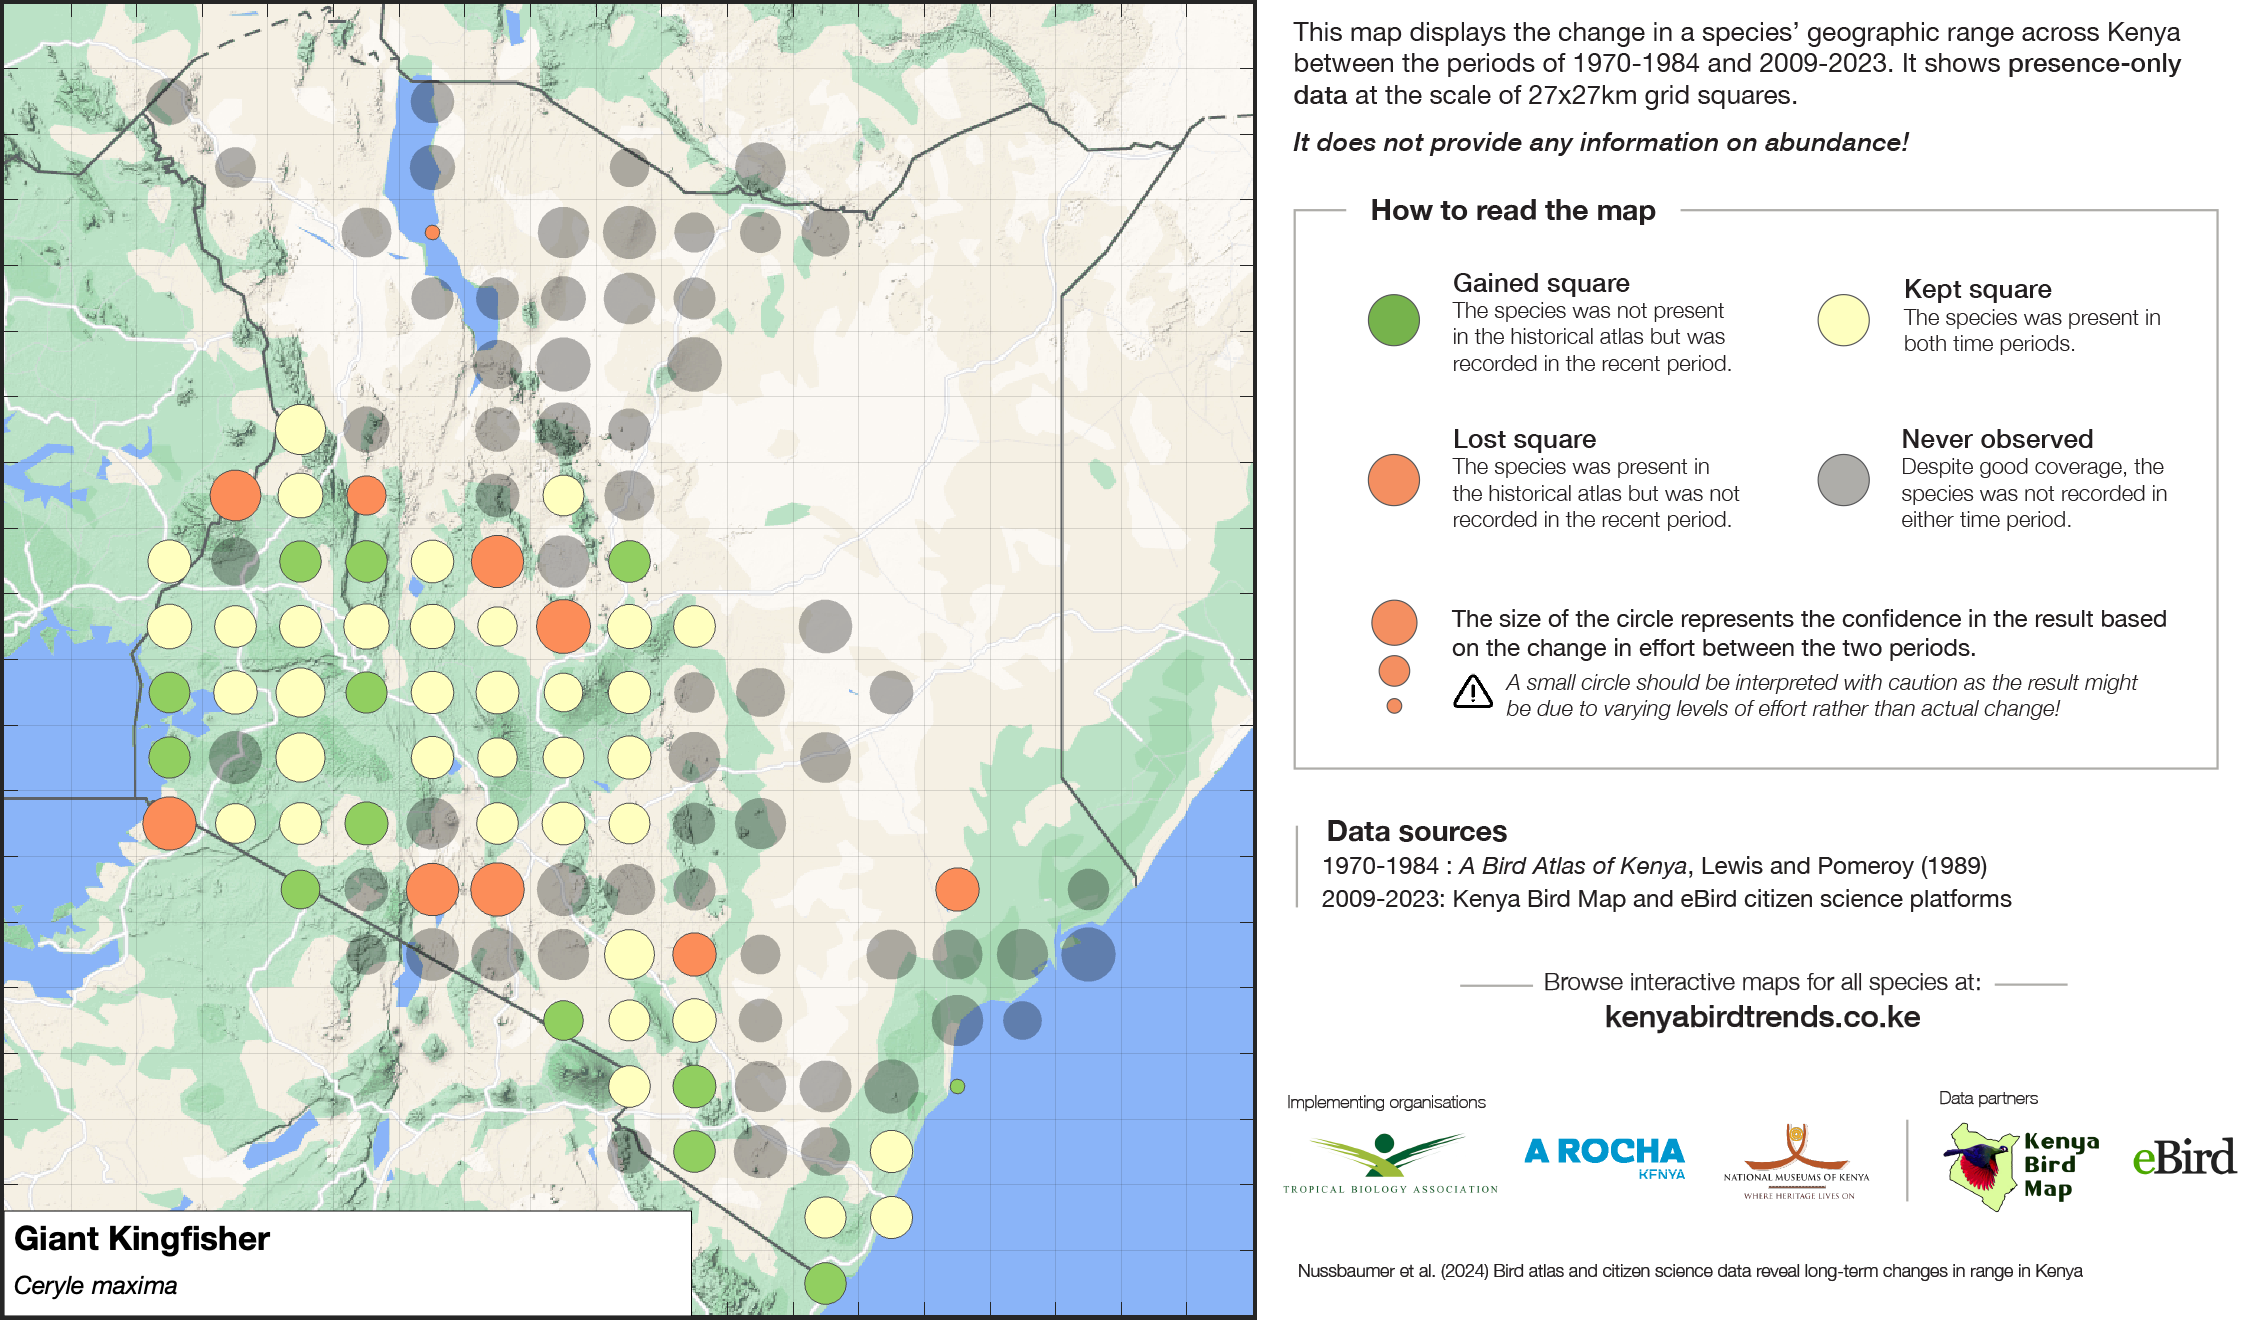 This map displays the change in a species’ geographic range across Kenya
between the periods of 1970-1984 and 2009-2023. It shows presence-only
data at the scale of 27x27km grid squares.
It does not provide any information on abundance!
How to read the map
Gained square
The species was not present
in the historical atlas but was
recorded in the recent period.
Kept square
The species was present in
both time periods.
Lost square
The species was present in
the historical atlas but was not
recorded in the recent period.
Never observed
Despite good coverage, the
species was not recorded in
either time period.
The size of the circle represents the confidence in the result based
on the change in effort between the two periods.
A small circle should be interpreted with caution as the result might
be due to varying levels of effort rather than actual change!
Data sources
1970-1984 : A Bird Atlas of Kenya, Lewis and Pomeroy (1989)
2009-2023: Kenya Bird Map and eBird citizen science platforms
Browse interactive maps for all species at:
kenyabirdtrends.co.ke
Implementing organisations
Data partners
TROPICAL BIOLOGY ASSOCIATION
A ROCHA
KENYA
NATIONAL MUSEUMS OF KENYA
WHERE HERITAGE LIVES ON
Kenya
Bird
Map
eBird
Giant Kingfisher
Ceryle maxima
Nussbaumer et al. (2024) Bird atlas and citizen science data reveal long-term changes in range in Kenya